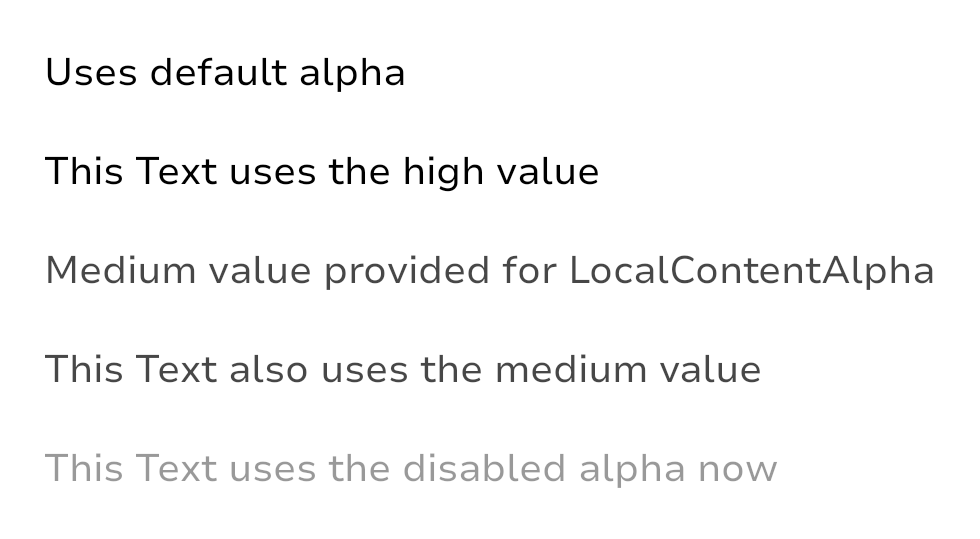 Uses default alpha
This Text uses the high value
Medium value provided for LocalContentAlpha
This Text also uses the medium value
This Text uses the disabled alpha now